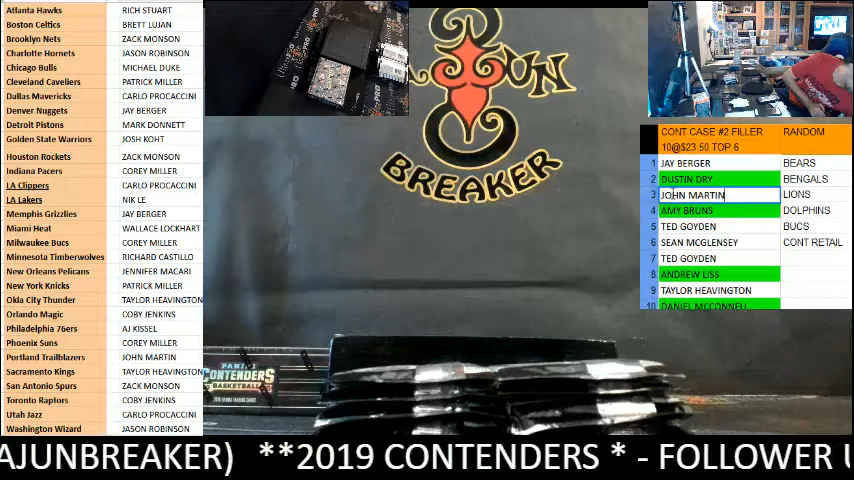 Atlanta Hawks RICH STUART
Boston Celtics BRETT LUJAN
Brooklyn Nets ZACK MONSON
Charlotte Hornets JASON ROBINSON
Chicago Bulls MICHAEL DUKE
Cleveland Cavaliers PATRICK MILLER
Dallas Mavericks CARLO PROCACCINI
Denver Nuggets JAY BERGER
Detroit Pistons MARK DONNETT
Golden State Warriors JOSH KOHT
Houston Rockets ZACK MONSON
Indiana Pacers COREY MILLER
LA Clippers CARLO PROCACCINI
LA Lakers NIK LE
Memphis Grizzlies JAY BERGER
Miami Heat WALLACE LOCKHART
Milwaukee Bucs COREY MILLER
Minnesota Timberwolves RICHARD CASTILLO
New Orleans Pelicans JENNIFER MACARI
New York Knicks PATRICK MILLER
Okla City Thunder TAYLOR HEAVINGTON
Orlando Magic COBY JENKINS
Philadelphia 76ers AJ KISSEL
Phoenix Suns COREY MILLER
Portland Trailblazers JOHN MARTIN
Sacramento Kings TAYLOR HEAVINGTON
San Antonio Spurs ZACK MONSON
Toronto Raptors COBY JENKINS
Utah Jazz CARLO PROCACCINI
Washington Wizard JASON ROBINSON
UN
BREAKER
PANINI
CONTENDERS
BASKETBALL
CONT CASE #2 FILLER RANDOM
10@$23.50 TOP 6
1 JAY BERGER BEARS
2 DUSTIN DRY BENGALS
3 JOHN MARTIN LIONS
4 AMY BRUNS DOLPHINS
5 TED GOYDEN BUCS
6 SEAN MCGLENSEY CONT RETAIL
7 TED GOYDEN
8 ANDREW LISS
9 TAYLOR HEAVINGTON
10 DANIEL MCCONNELL
AJUNBREAKER) **2019 CONTENDERS * - FOLLOWER U